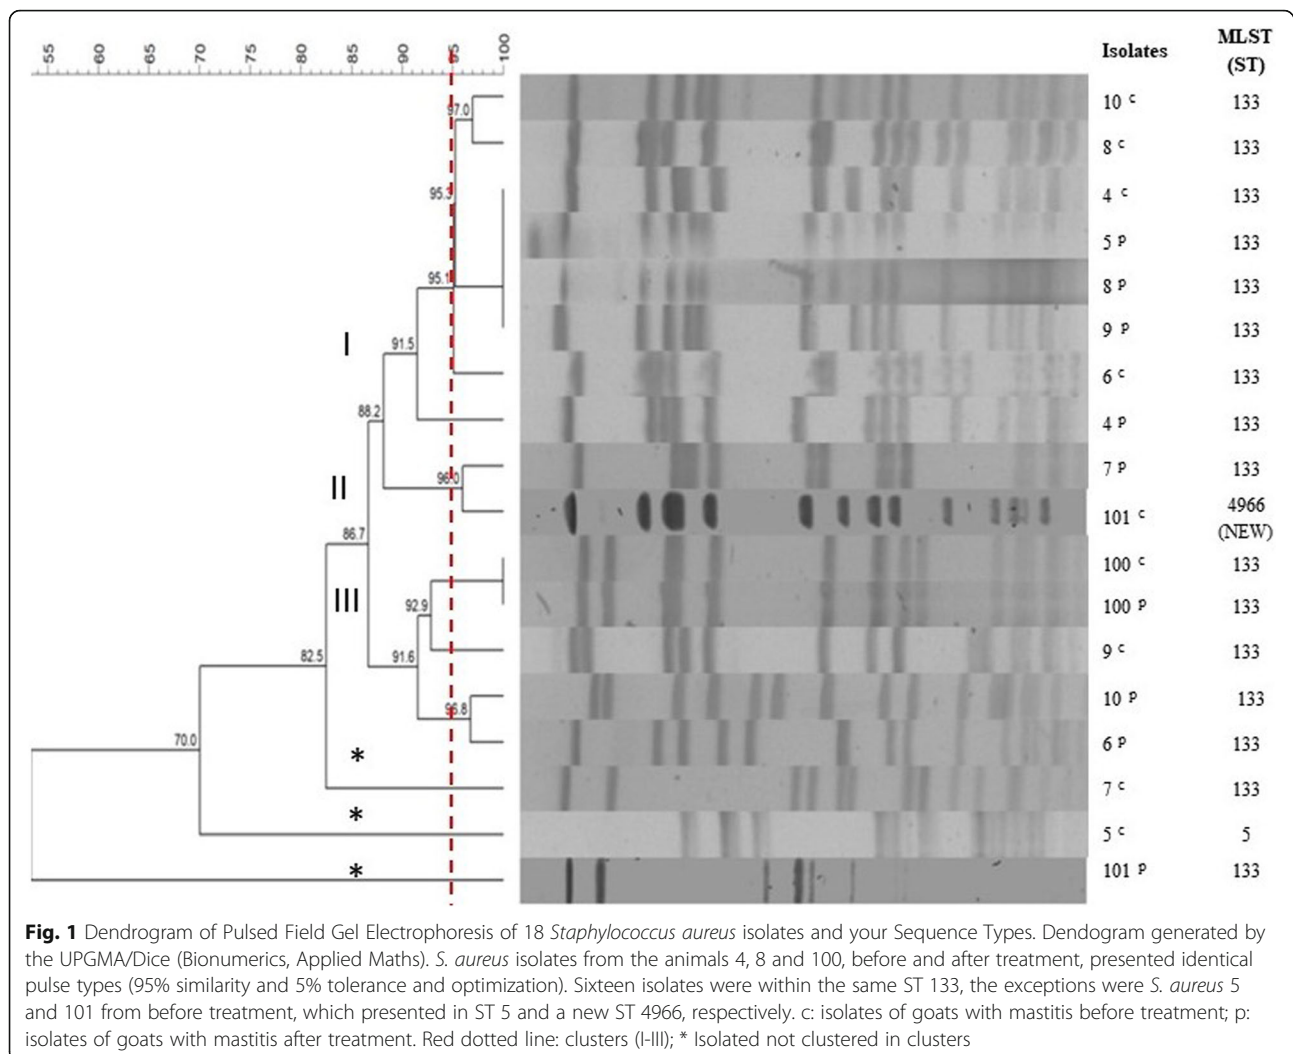 55 60 65 70 75 80 85 90 95 100
Isolates
MLST
(ST)
97.0
10 c 133
8 c 133
95.3
4 c 133
5 p 133
95.1
8 p 133
I
91.5
9 p 133
6 c 133
88.2
4 p 133
II
96.0
7 p 133
101 c 4966
(NEW)
86.7
100 c 133
III
92.9
100 p 133
82.5
91.6
9 c 133
96.8
10 p 133
70.0
6 p 133
*
7 c 133
*
5 c 5
*
101 p 133
Fig. 1 Dendrogram of Pulsed Field Gel Electrophoresis of 18 Staphylococcus aureus isolates and your Sequence Types. Dendogram generated by
the UPGMA/Dice (Bionumerics, Applied Maths). S. aureus isolates from the animals 4, 8 and 100, before and after treatment, presented identical
pulse types (95% similarity and 5% tolerance and optimization). Sixteen isolates were within the same ST 133, the exceptions were S. aureus 5
and 101 from before treatment, which presented in ST 5 and a new ST 4966, respectively. c: isolates of goats with mastitis before treatment; p:
isolates of goats with mastitis after treatment. Red dotted line: clusters (I-III); * Isolated not clustered in clusters